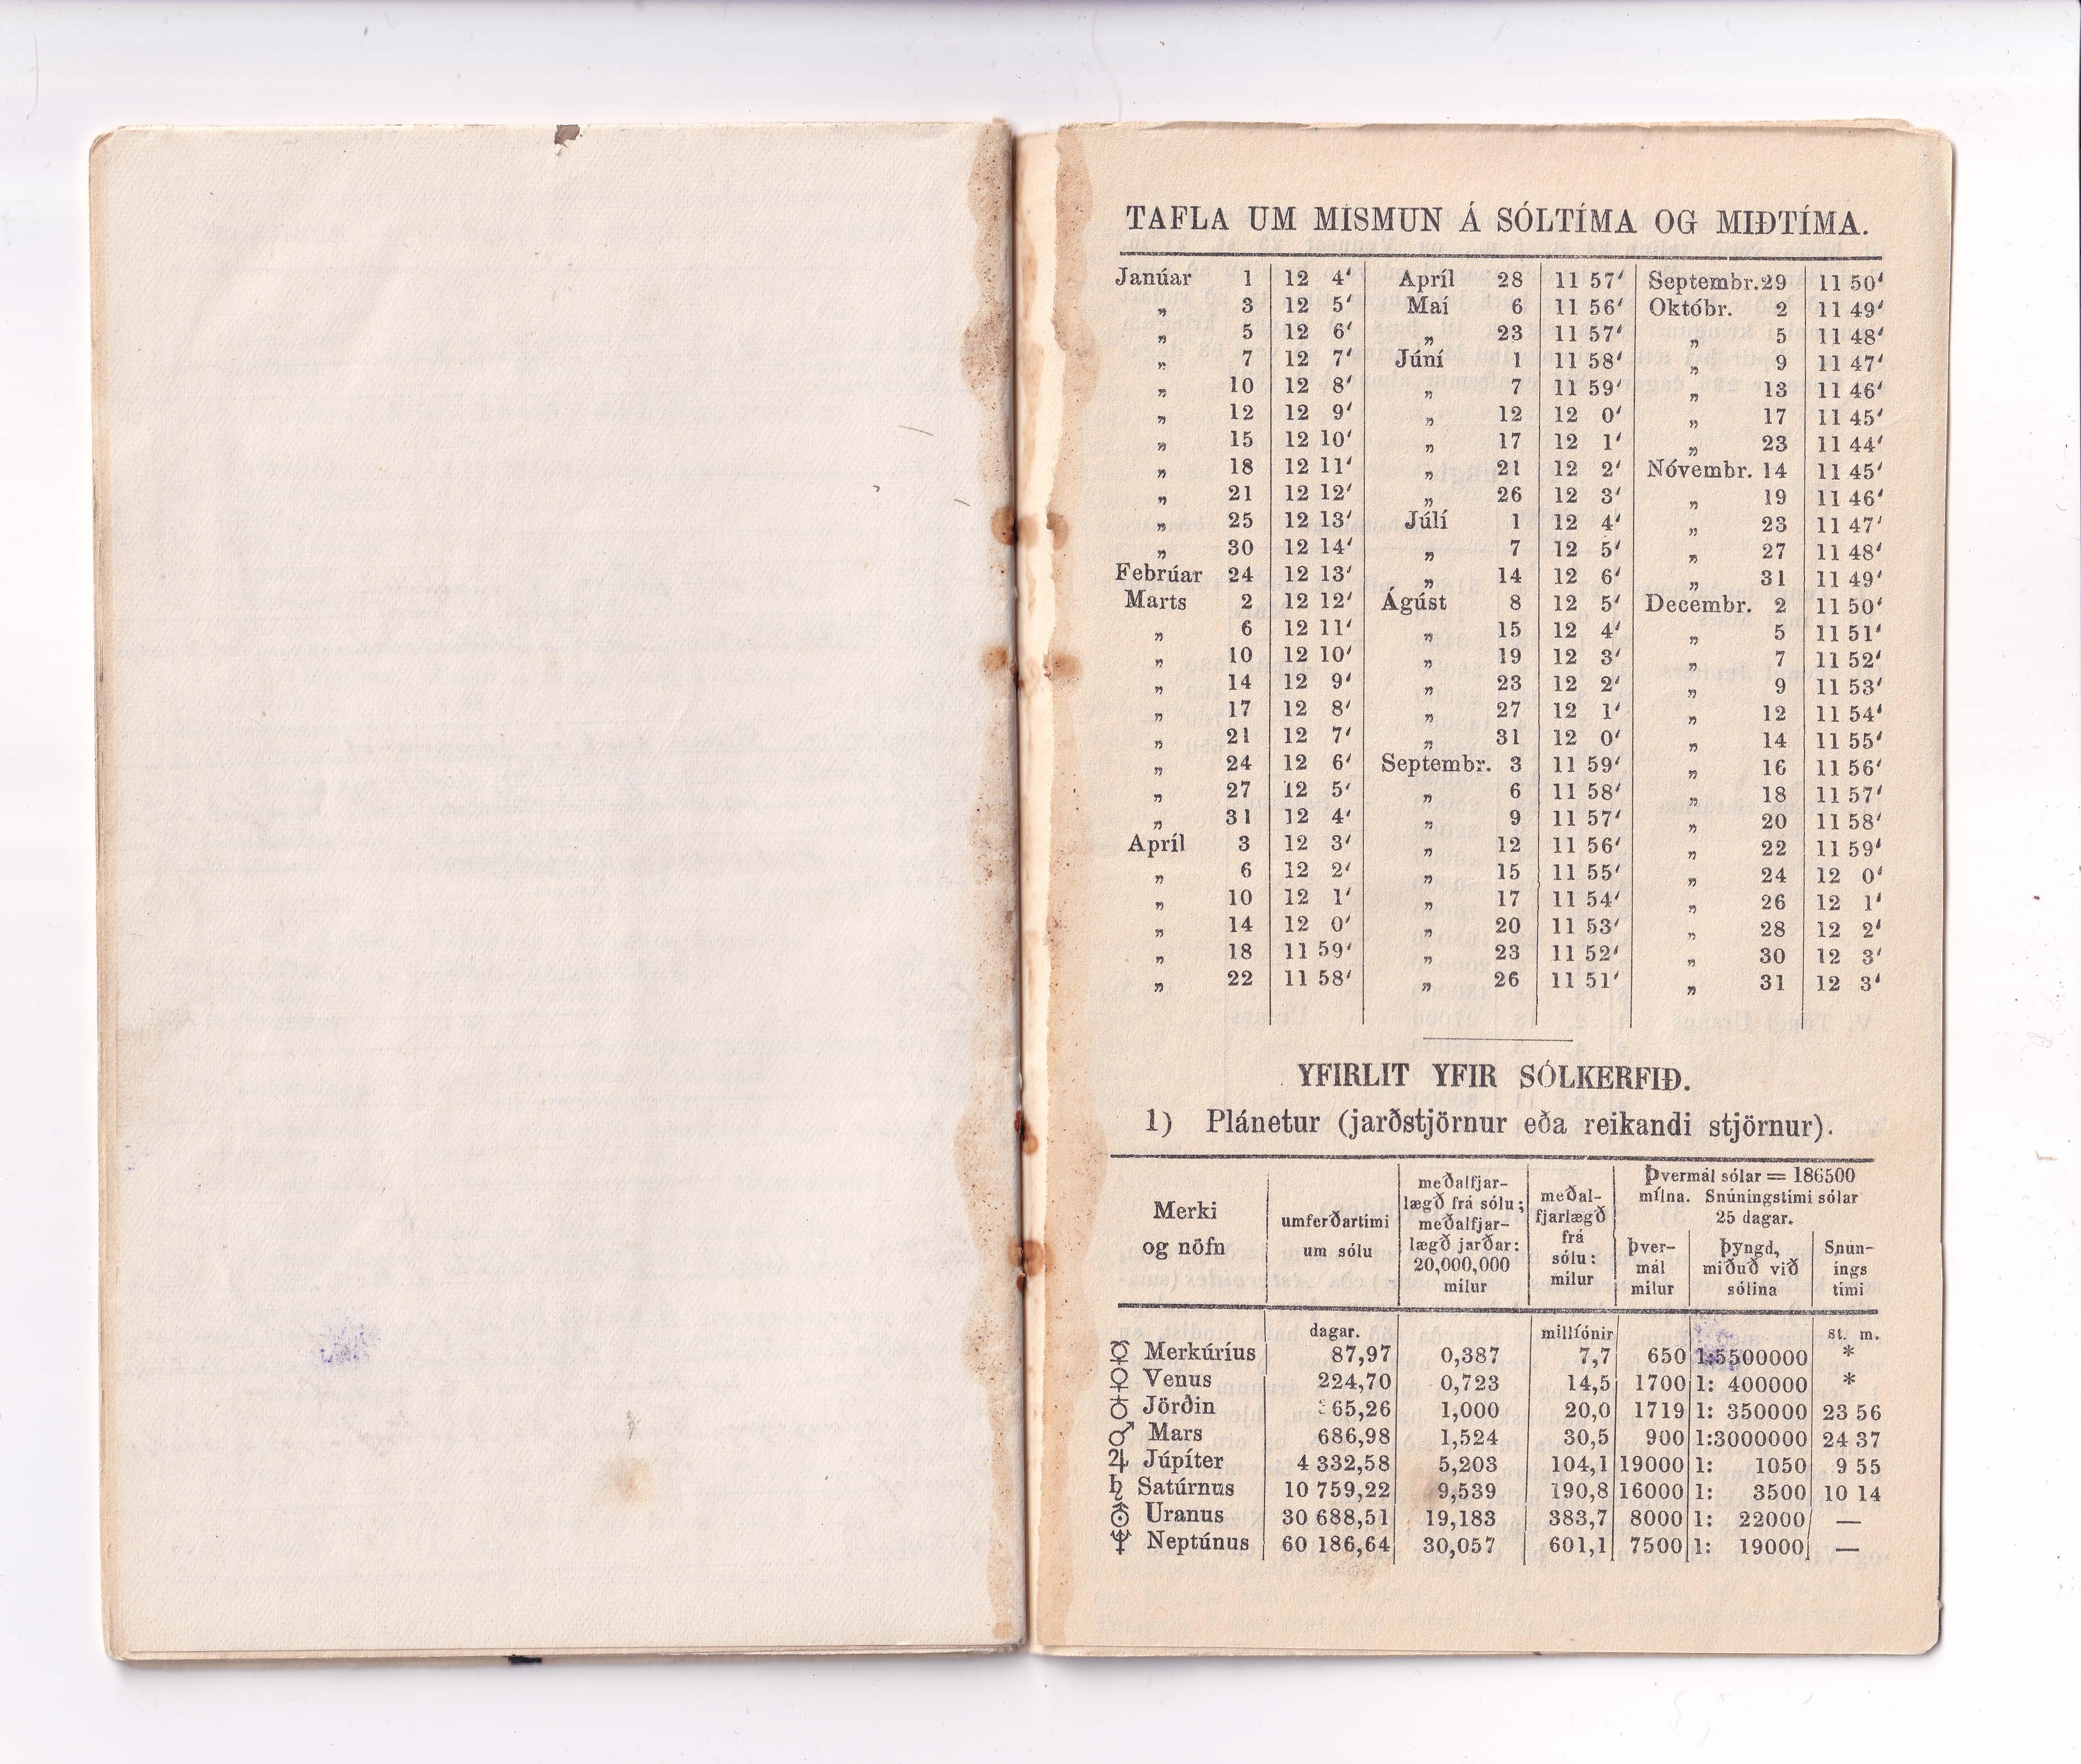 TAFLA UM MISMUN Á SÓLTÍMA OG MIÐTÍMA.
Janúar 1 12 4' Apríl 28 11 57' Septembr. 29 11 50'
„ 3 12 5' Maí 6 11 56' Októbr. 2 11 49'
„ 5 12 6' „ 23 11 57' „ 5 11 48'
„ 7 12 7' Júní 1 11 58' „ 9 11 47'
„ 10 12 8' „ 7 11 59' „ 13 11 46'
„ 12 12 9' „ 12 12 0' „ 17 11 45'
„ 15 12 10' „ 17 12 1' „ 23 11 44'
„ 18 12 11' „ 21 12 2' Nóvembr. 14 11 45'
„ 21 12 12' „ 26 12 3' „ 19 11 46'
„ 25 12 13' Júlí 1 12 4' „ 23 11 47'
„ 30 12 14' „ 7 12 5' „ 27 11 48'
Febrúar 24 12 13' „ 14 12 6' „ 31 11 49'
Marts 2 12 12' Ágúst 8 12 5' Decembr. 2 11 50'
„ 6 12 11' „ 15 12 4' „ 5 11 51'
„ 10 12 10' „ 19 12 3' „ 7 11 52'
„ 14 12 9' „ 23 12 2' „ 9 11 53'
„ 17 12 8' „ 27 12 1' „ 12 11 54'
„ 21 12 7' „ 31 12 0' „ 14 11 55'
„ 24 12 6' Septembr. 3 11 59' „ 16 11 56'
„ 27 12 5' „ 6 11 58' „ 18 11 57'
„ 31 12 4' „ 9 11 57' „ 20 11 58'
Apríl 3 12 3' „ 12 11 56' „ 22 11 59'
„ 6 12 2' „ 15 11 55' „ 24 12 0'
„ 10 12 1' „ 17 11 54' „ 26 12 1'
„ 14 12 0' „ 20 11 53' „ 28 12 2'
„ 18 11 59' „ 23 11 52' „ 30 12 3'
„ 22 11 58' „ 26 11 51' „ 31 12 3'
YFIRLIT YFIR SÓLKERFIÐ.
1) Plánetur (jarðstjörnur eða reikandi stjörnur).
Merki
og nöfn
umferðartími
um sólu
meðalfjar-
lægð frá sólu;
meðalfjar-
lægð jarðar:
20,000,000
mílur
meðal-
fjarlægð
frá
sólu:
mílur
Þvermál sólar = 186500
mílna. Snúningstími sólar
25 dagar.
þver-
mál
mílur
þyngd,
miðuð við
sólina
Snún-
ings
tími
dagar. millíónir st. m.
☿ Merkúríus 87,97 0,387 7,7 650 1:5500000 *
♀ Venus 224,70 0,723 14,5 1700 1: 400000 *
♁ Jörðin 365,26 1,000 20,0 1719 1: 350000 23 56
♂ Mars 686,98 1,524 30,5 900 1:3000000 24 37
♃ Júpíter 4 332,58 5,203 104,1 19000 1: 1050 9 55
♄ Satúrnus 10 759,22 9,539 190,8 16000 1: 3500 10 14
⛢ Uranus 30 688,51 19,183 383,7 8000 1: 22000 —
♆ Neptúnus 60 186,64 30,057 601,1 7500 1: 19000 —